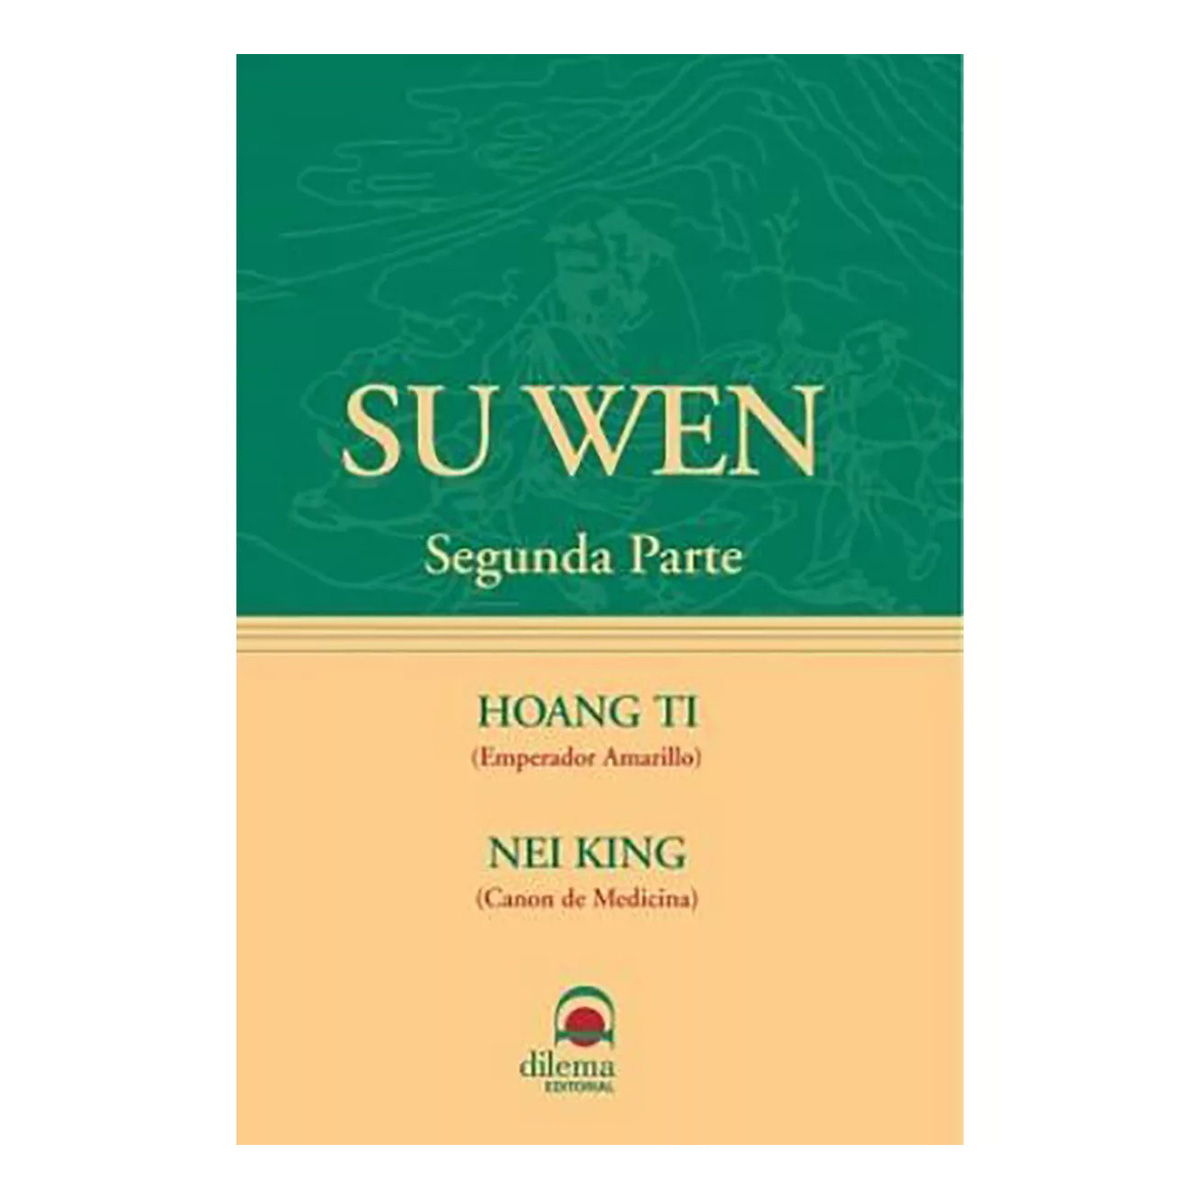 SU WEN
Segunda Parte
HOANG TI
(Emperador Amarillo)
NEI KING
(Canon de Medicina)
dilema
EDITORIAL